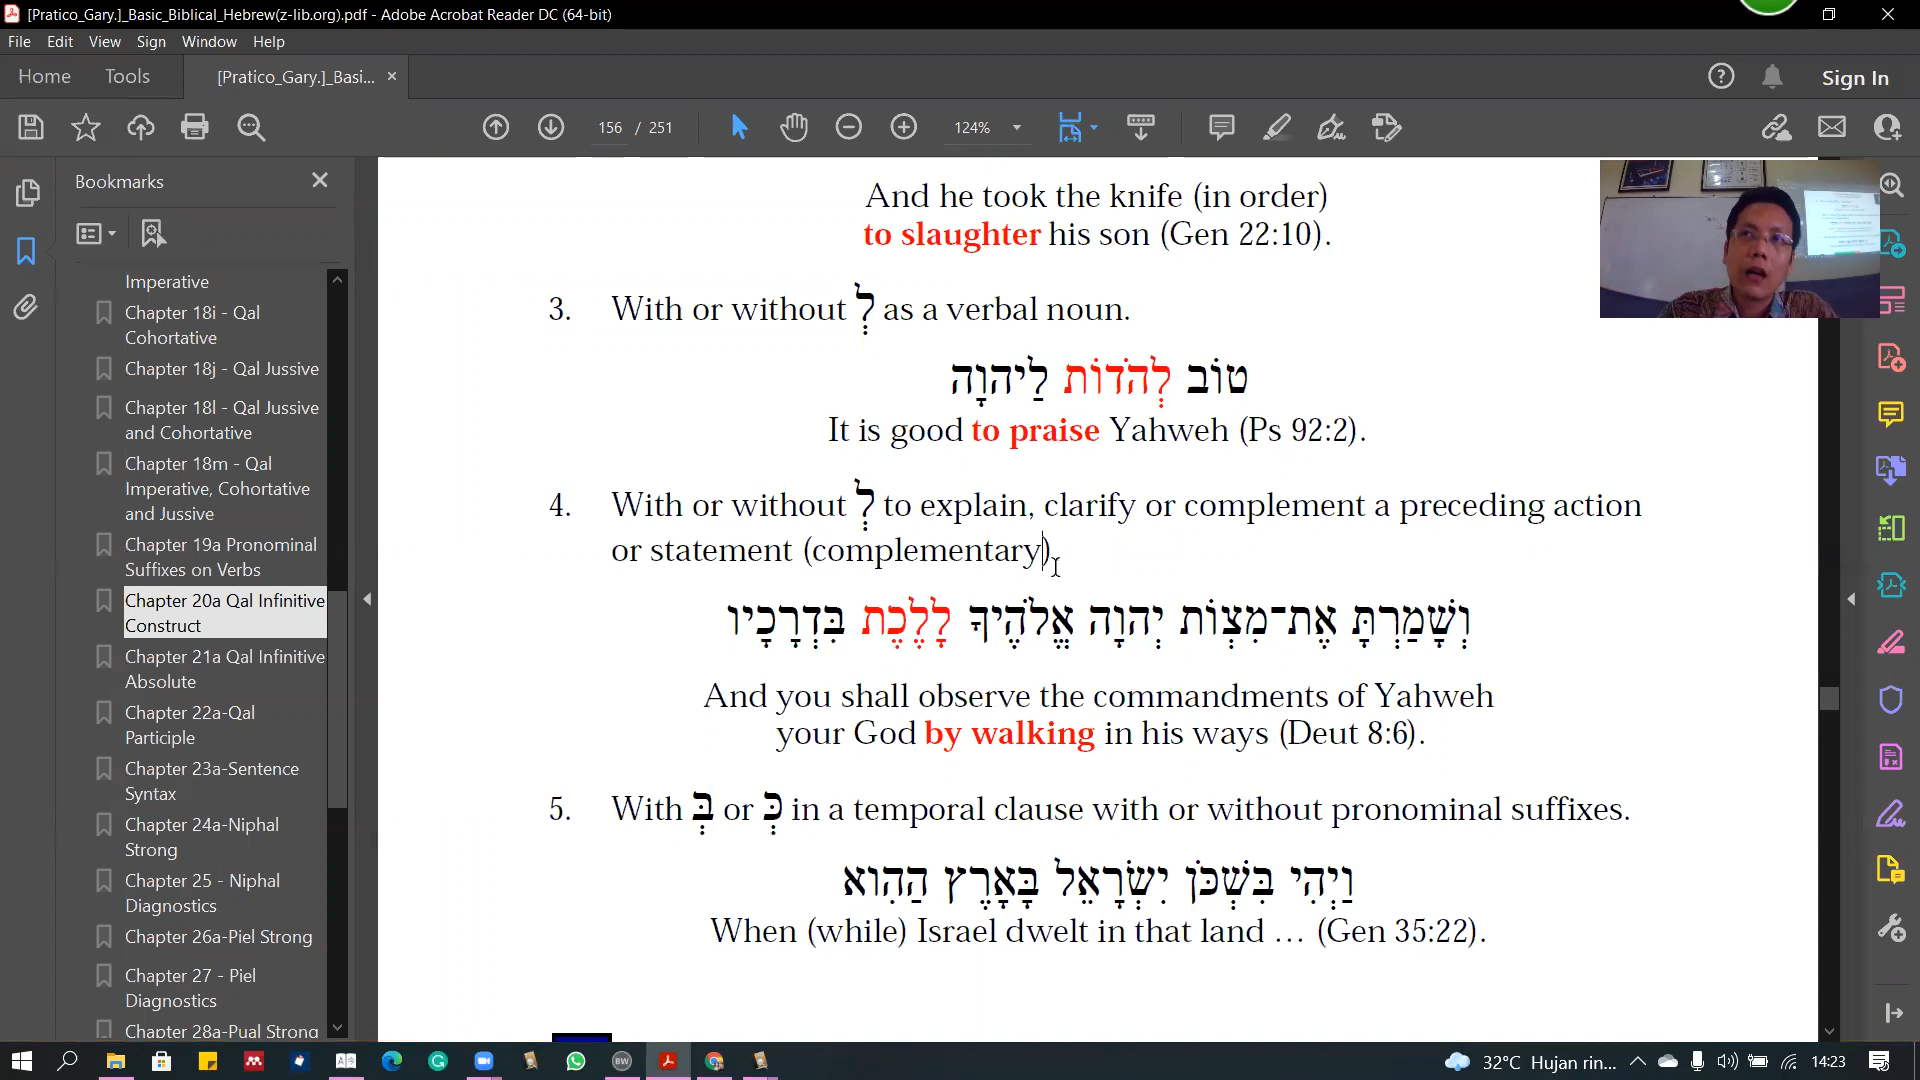 [Pratico_Gary.]_Basic_Biblical_Hebrew(z-lib.org).pdf - Adobe Acrobat Reader DC (64-bit)
File Edit View Sign Window Help
Home Tools [Pratico_Gary.]_Basi... Sign In
156 / 251 124%
Bookmarks
Imperative
Chapter 18i - Qal
Cohortative
Chapter 18j - Qal Jussive
Chapter 18l - Qal Jussive
and Cohortative
Chapter 18m - Qal
Imperative, Cohortative
and Jussive
Chapter 19a Pronominal
Suffixes on Verbs
Chapter 20a Qal Infinitive
Construct
Chapter 21a Qal Infinitive
Absolute
Chapter 22a-Qal
Participle
Chapter 23a-Sentence
Syntax
Chapter 24a-Niphal
Strong
Chapter 25 - Niphal
Diagnostics
Chapter 26a-Piel Strong
Chapter 27 - Piel
Diagnostics
Chapter 28a-Pual Strong
And he took the knife (in order)
to slaughter his son (Gen 22:10).
3. With or without לְ as a verbal noun.
טוֹב לְהֹדוֹת לַיהוָה
It is good to praise Yahweh (Ps 92:2).
4. With or without לְ to explain, clarify or complement a preceding action
or statement (complementary)
וְשָׁמַרְתָּ אֶת־מִצְוֹת יְהוָה אֱלֹהֶיךָ לָלֶכֶת בִּדְרָכָיו
And you shall observe the commandments of Yahweh
your God by walking in his ways (Deut 8:6).
5. With בְּ or כְּ in a temporal clause with or without pronominal suffixes.
וַיְהִי בִּשְׁכֹּן יִשְׂרָאֵל בָּאָרֶץ הַהִוא
When (while) Israel dwelt in that land … (Gen 35:22).
BW 32°C Hujan rin... 14:23